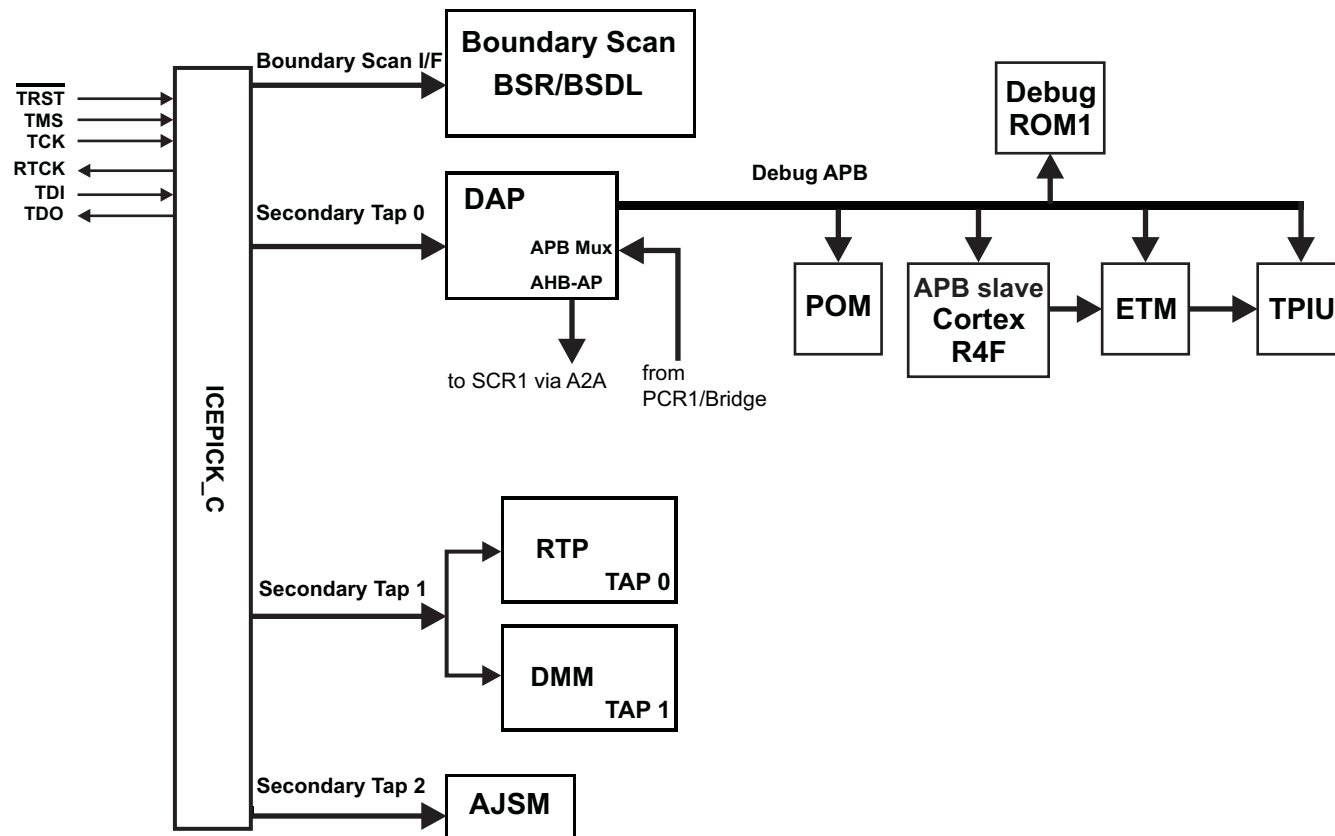 Boundary Scan I/F
Boundary Scan
BSR/BSDL
TRST
TMS
TCK
RTCK
TDI
TDO
ICEPICK_C
Secondary Tap 0
DAP
APB Mux
AHB-AP
to SCR1 via A2A
from
PCR1/Bridge
Debug APB
Debug
ROM1
POM
APB slave
Cortex
R4F
ETM
TPIU
Secondary Tap 1
RTP
TAP 0
DMM
TAP 1
Secondary Tap 2
AJSM